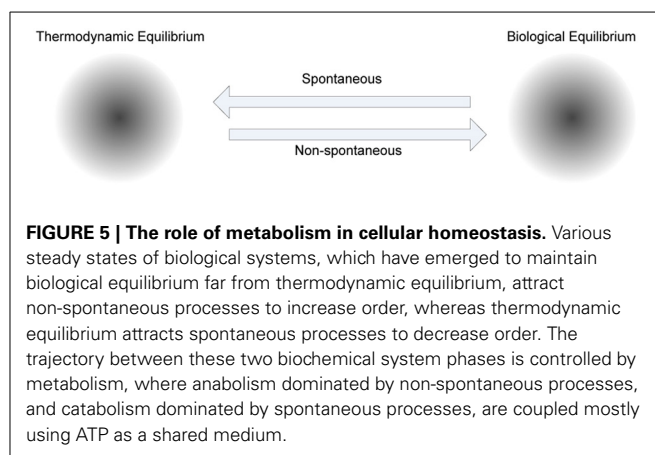 Thermodynamic Equilibrium
Biological Equilibrium
Spontaneous
Non-spontaneous
FIGURE 5 | The role of metabolism in cellular homeostasis. Various
steady states of biological systems, which have emerged to maintain
biological equilibrium far from thermodynamic equilibrium, attract
non-spontaneous processes to increase order, whereas thermodynamic
equilibrium attracts spontaneous processes to decrease order. The
trajectory between these two biochemical system phases is controlled by
metabolism, where anabolism dominated by non-spontaneous processes,
and catabolism dominated by spontaneous processes, are coupled mostly
using ATP as a shared medium.